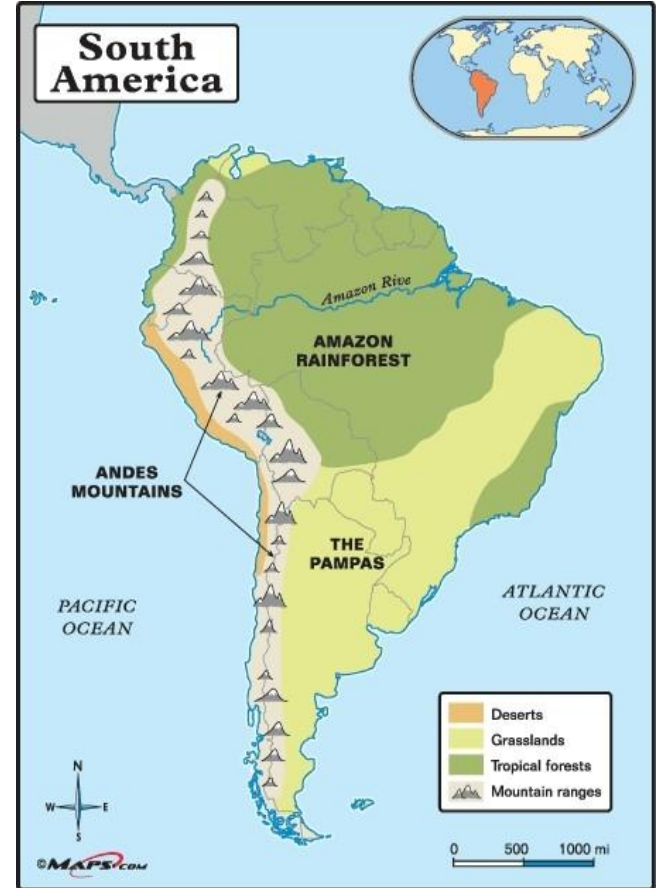 South
America
Amazon Rive
AMAZON
RAINFOREST
ANDES
MOUNTAINS
THE
PAMPAS
PACIFIC
OCEAN
ATLANTIC
OCEAN
Deserts
Grasslands
Tropical forests
Mountain ranges
N
W E
S
0 500 1000 mi
©MAPS.COM